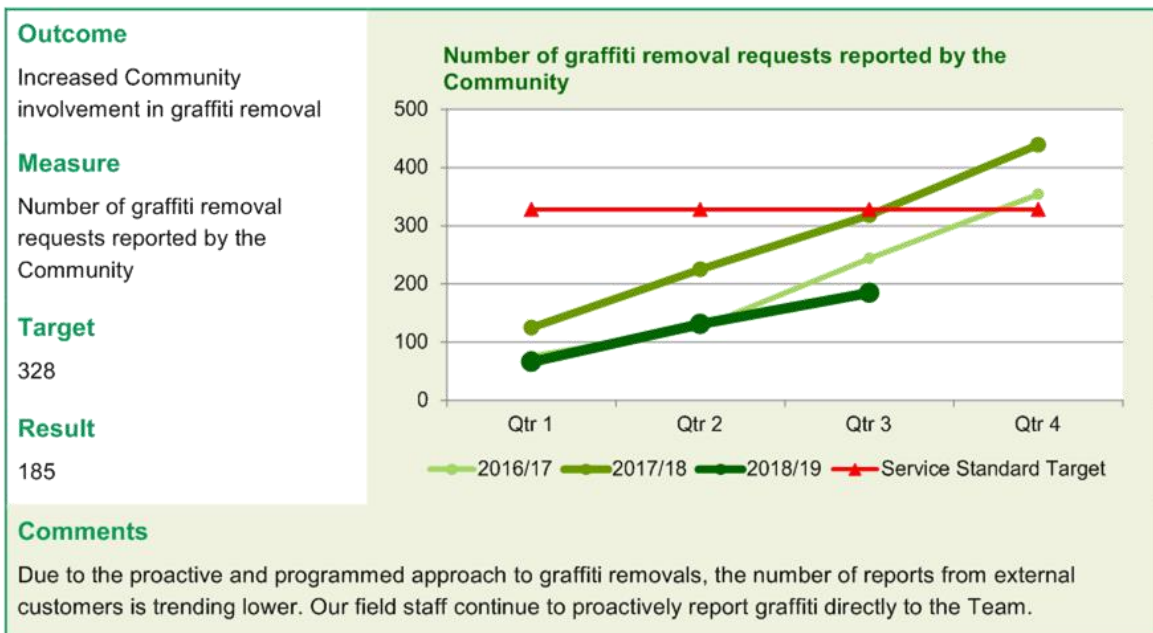 Outcome
Increased Community
involvement in graffiti removal
Measure
Number of graffiti removal
requests reported by the
Community
Target
328
Result
185
Number of graffiti removal requests reported by the
Community
500
400
300
200
100
0
Qtr 1 Qtr 2 Qtr 3 Qtr 4
2016/17 2017/18 2018/19 Service Standard Target
Comments
Due to the proactive and programmed approach to graffiti removals, the number of reports from external
customers is trending lower. Our field staff continue to proactively report graffiti directly to the Team.